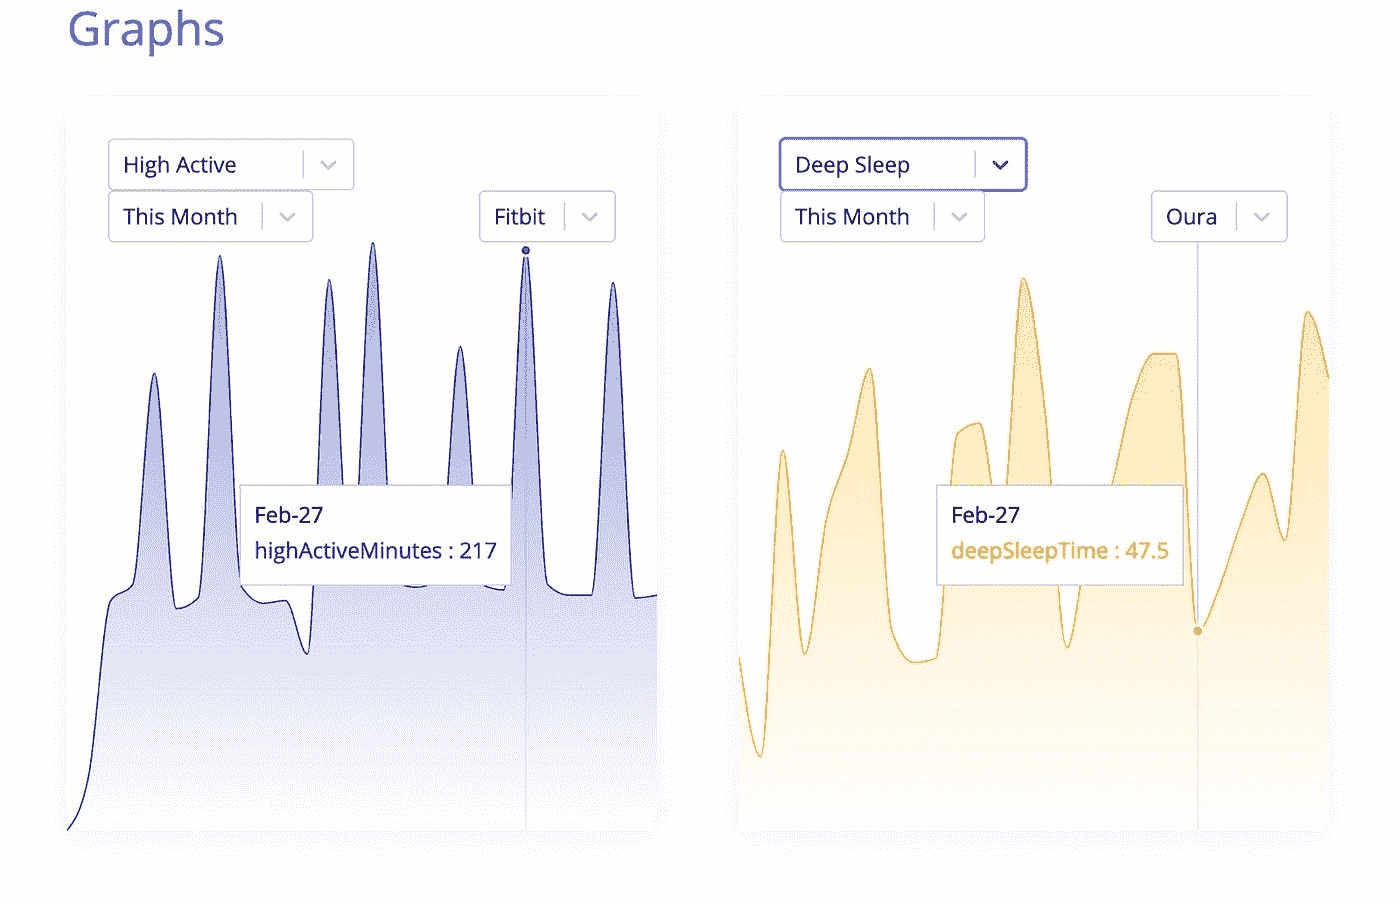 Graphs
High Active
This Month
Fitbit
Feb-27
highActiveMinutes : 217
Deep Sleep
This Month
Oura
Feb-27
deepSleepTime : 47.5